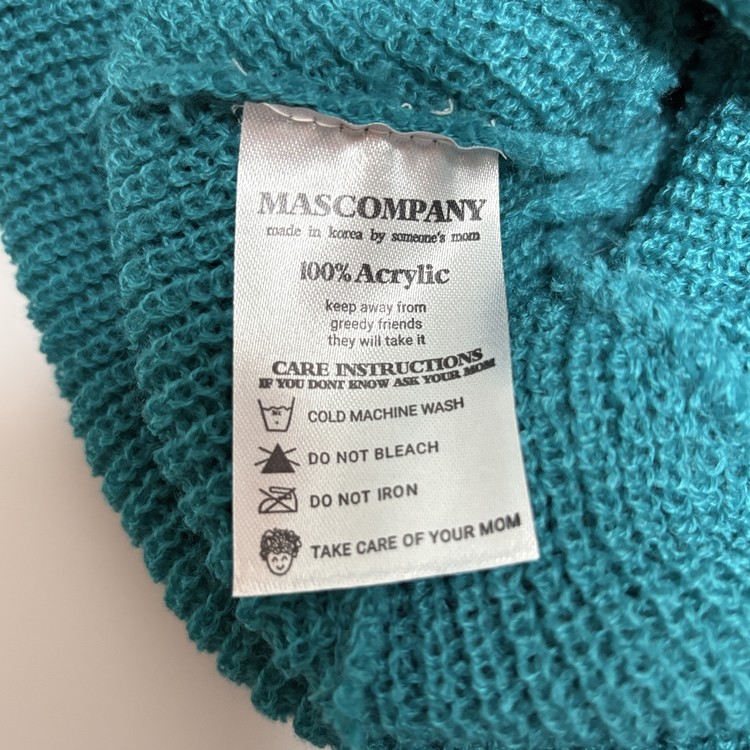 MASCOMPANY
made in korea by someone's mom
100% Acrylic
keep away from
greedy friends
they will take it
CARE INSTRUCTIONS
IF YOU DONT KNOW ASK YOUR MOM
COLD MACHINE WASH
DO NOT BLEACH
DO NOT IRON
TAKE CARE OF YOUR MOM